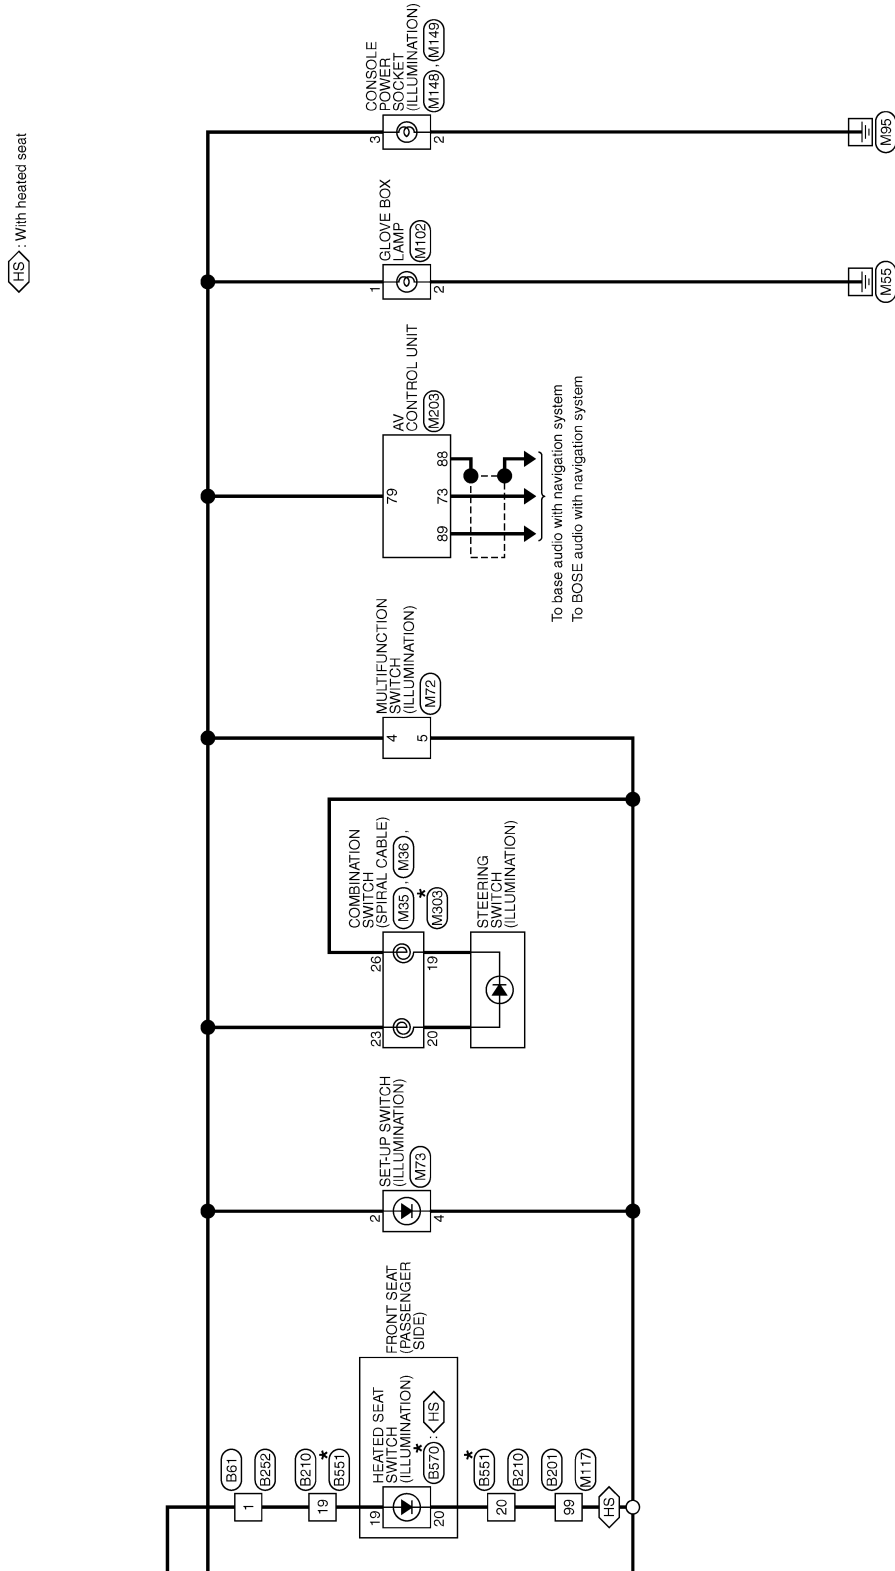 HS : With heated seat
FRONT SEAT
(PASSENGER
SIDE)
HEATED SEAT
SWITCH
(ILLUMINATION)
* B570 : HS
B61
B252
1
B210
* B551
19
19
20
* B551
B210
20
B201
M117
99
HS
SET-UP SWITCH
(ILLUMINATION)
M73
2
4
COMBINATION
SWITCH
(SPIRAL CABLE)
M35 , M36 ,
* M303
23
26
20
19
STEERING
SWITCH
(ILLUMINATION)
MULTIFUNCTION
SWITCH
(ILLUMINATION)
M72
4
5
AV
CONTROL UNIT
M203
79
89
73
88
To base audio with navigation system
To BOSE audio with navigation system
GLOVE BOX
LAMP
M102
1
2
M55
CONSOLE
POWER
SOCKET
(ILLUMINATION)
M148 , M149
3
2
M95